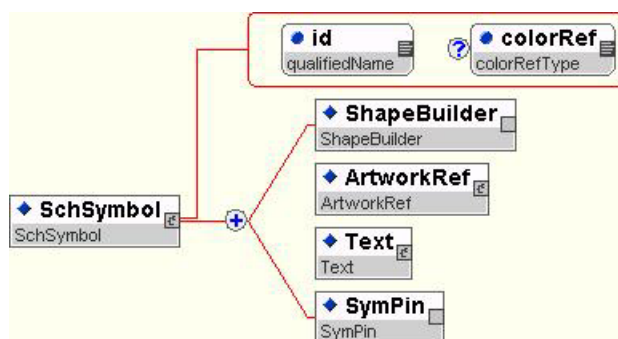 id
qualifiedName
? colorRef
colorRefType
ShapeBuilder
ShapeBuilder
ArtworkRef
ArtworkRef
SchSymbol
SchSymbol
+
Text
Text
SymPin
SymPin